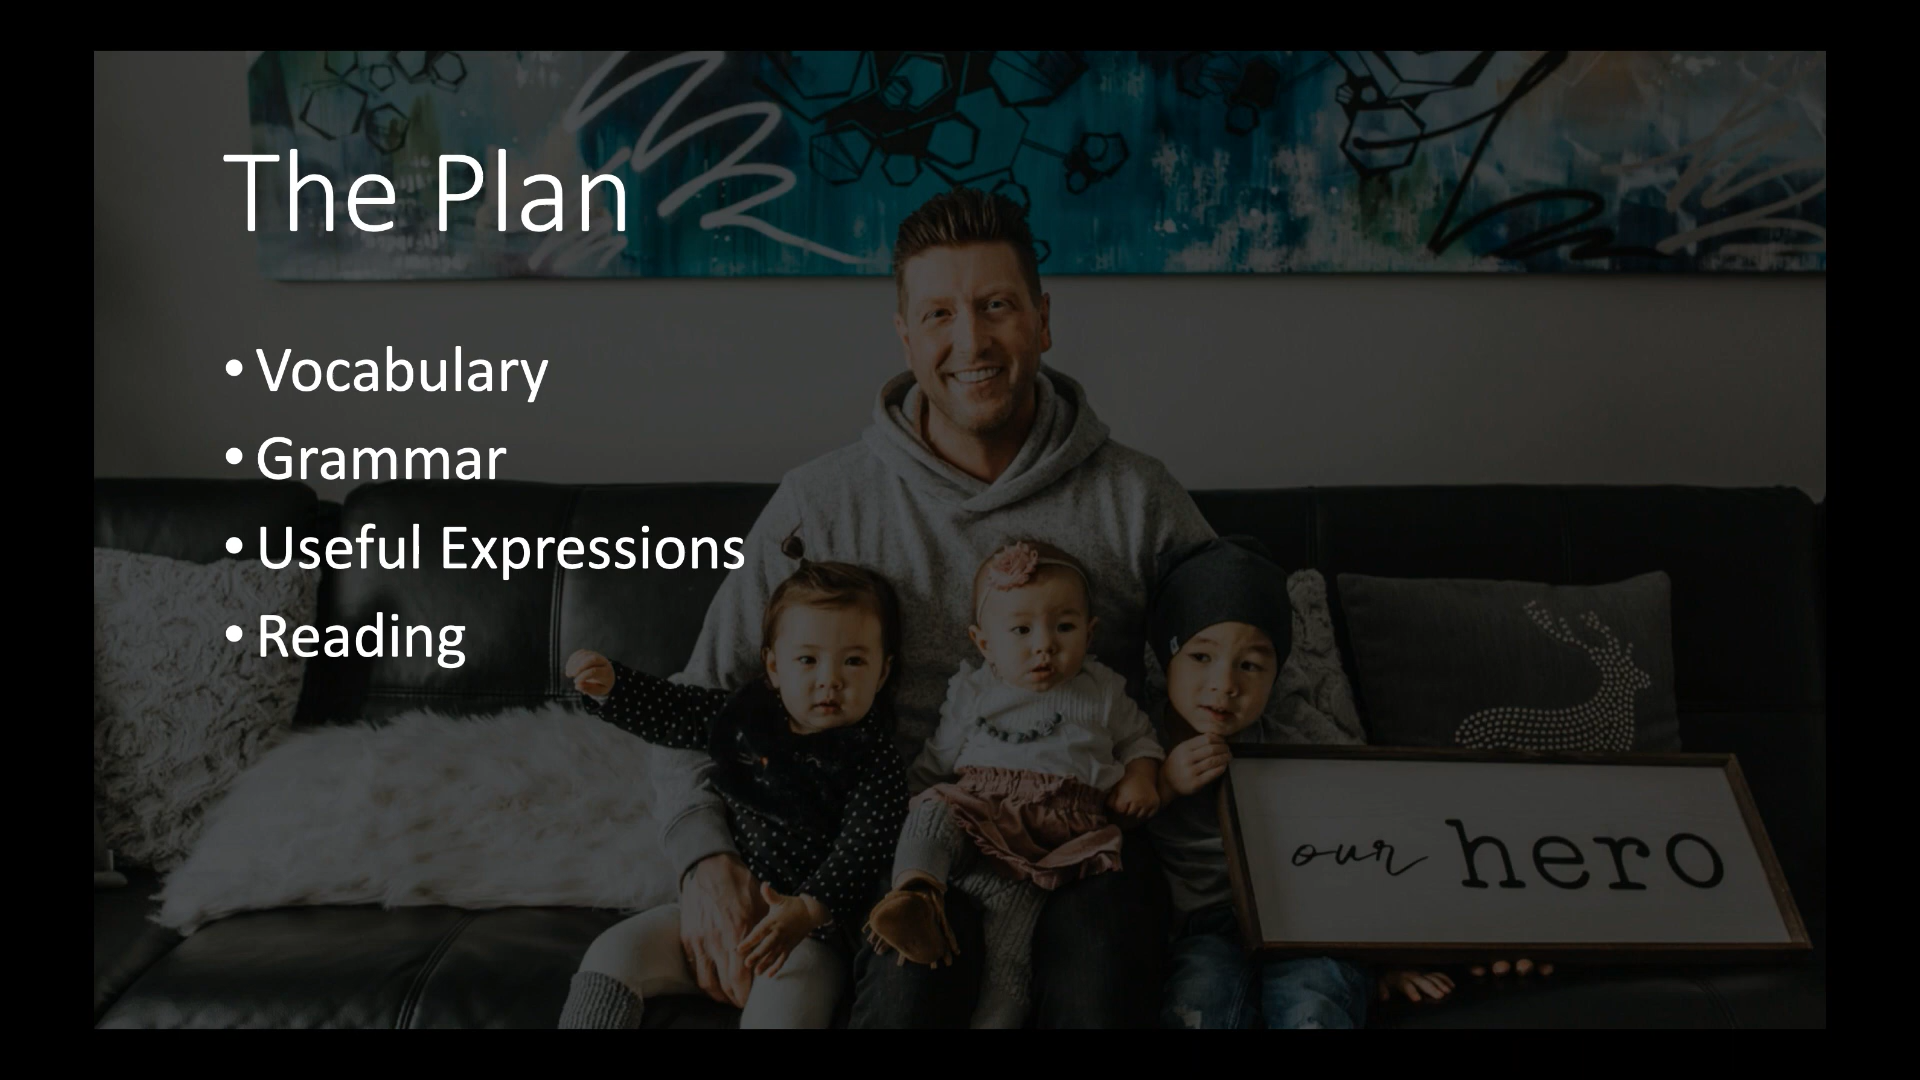 The Plan
• Vocabulary
• Grammar
• Useful Expressions
• Reading
our hero